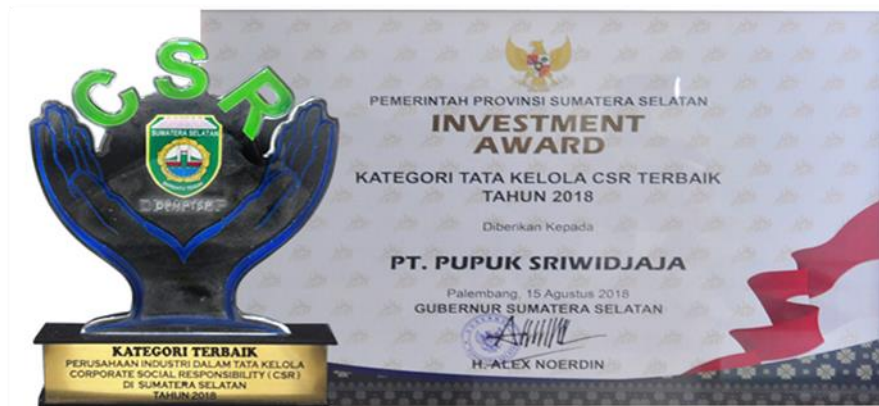 CSR
SUMATERA SELATAN
KATEGORI TERBAIK
PERUSAHAAN INDUSTRI DALAM TATA KELOLA
CORPORATE SOCIAL RESPONSIBILITY ( CSR )
DI SUMATERA SELATAN
TAHUN 2018
PEMERINTAH PROVINSI SUMATERA SELATAN
INVESTMENT
AWARD
KATEGORI TATA KELOLA CSR TERBAIK
TAHUN 2018
Diberikan Kepada
PT. PUPUK SRIWIDJAJA
Palembang, 15 Agustus 2018
GUBERNUR SUMATERA SELATAN
H. ALEX NOERDIN